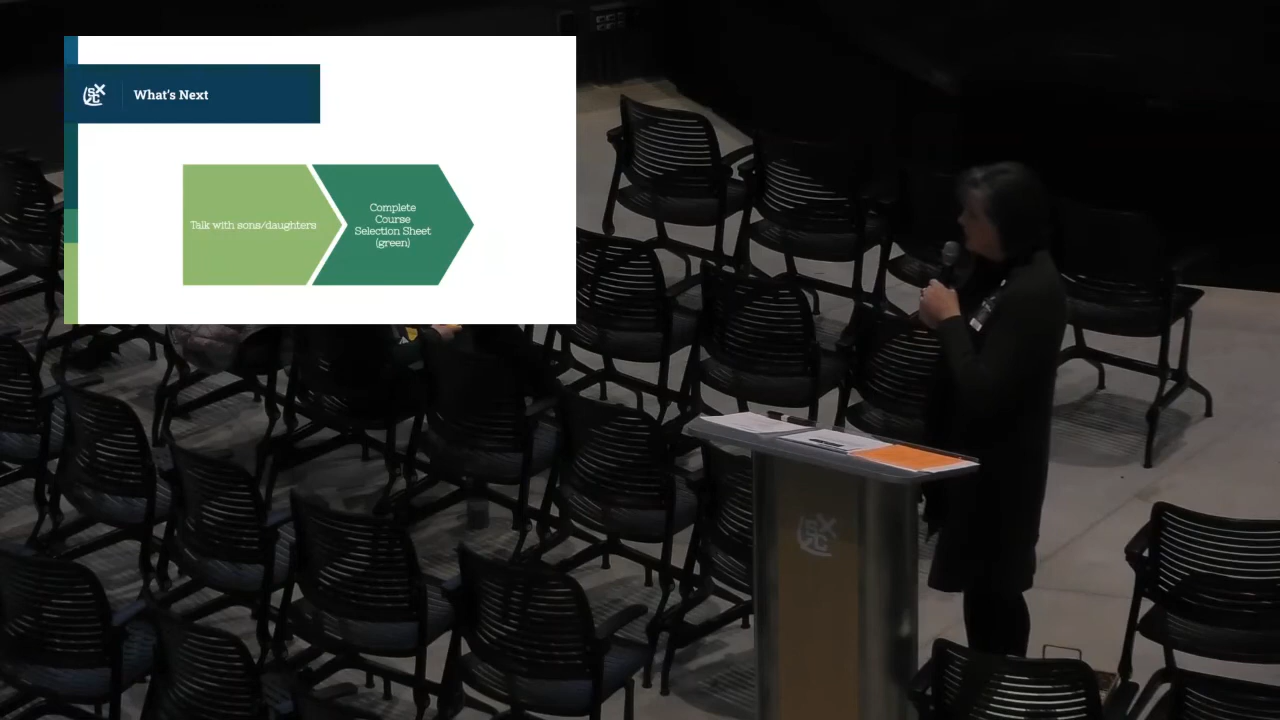 What's Next
Talk with sons/daughters
Complete
Course
Selection Sheet
(green)